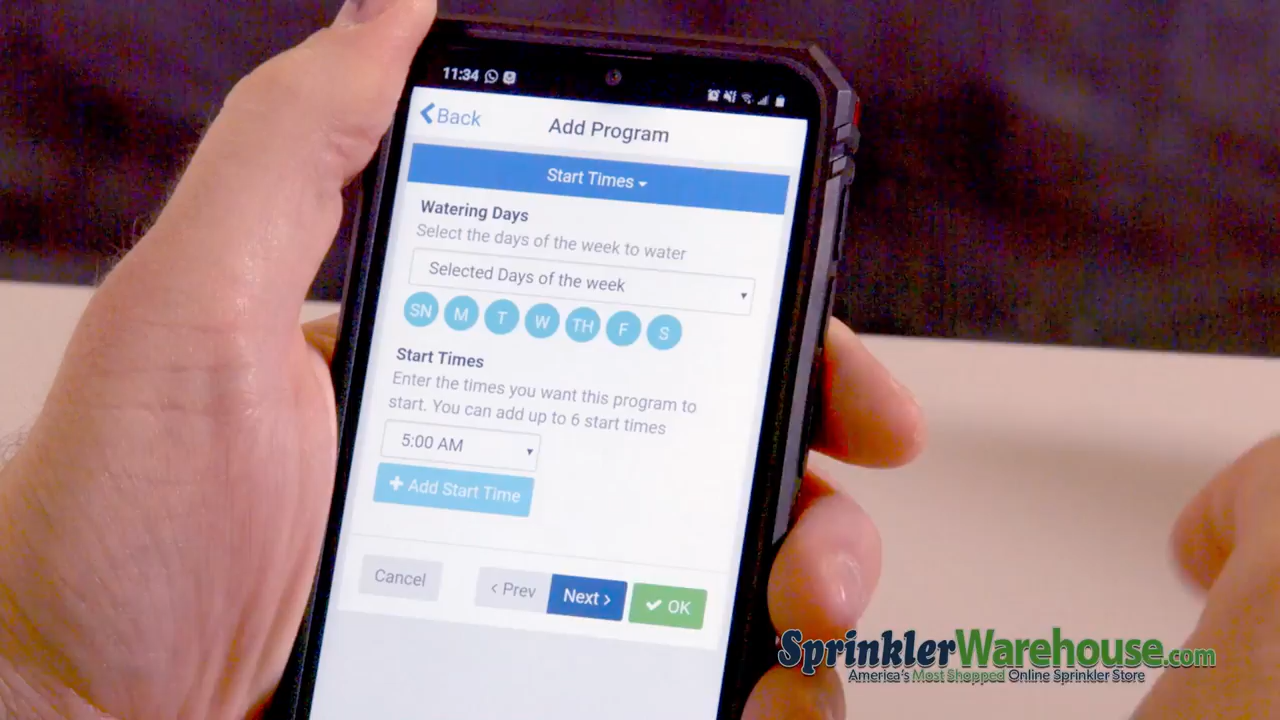 11:34
Back
Add Program
Start Times
Watering Days
Select the days of the week to water
Selected Days of the week
SN M T W TH F S
Start Times
Enter the times you want this program to
start. You can add up to 6 start times
5:00 AM
+ Add Start Time
Cancel
< Prev
Next >
OK
SprinklerWarehouse.com
America's Most Shopped Online Sprinkler Store